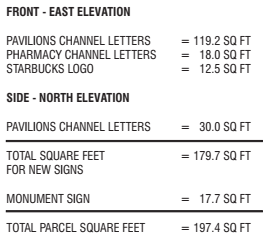 FRONT - EAST ELEVATION
PAVILIONS CHANNEL LETTERS = 119.2 SQ FT
PHARMACY CHANNEL LETTERS = 18.0 SQ FT
STARBUCKS LOGO = 12.5 SQ FT
SIDE - NORTH ELEVATION
PAVILIONS CHANNEL LETTERS = 30.0 SQ FT
TOTAL SQUARE FEET = 179.7 SQ FT
FOR NEW SIGNS
MONUMENT SIGN = 17.7 SQ FT
TOTAL PARCEL SQUARE FEET = 197.4 SQ FT